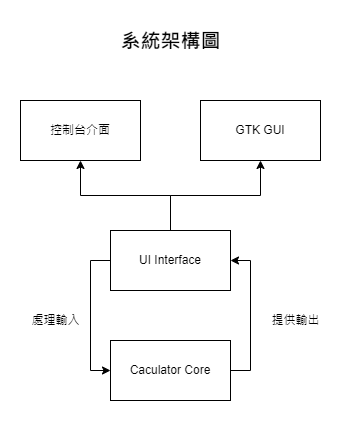 系統架構圖
控制台介面
GTK GUI
UI Interface
處理輸入
提供輸出
Caculator Core